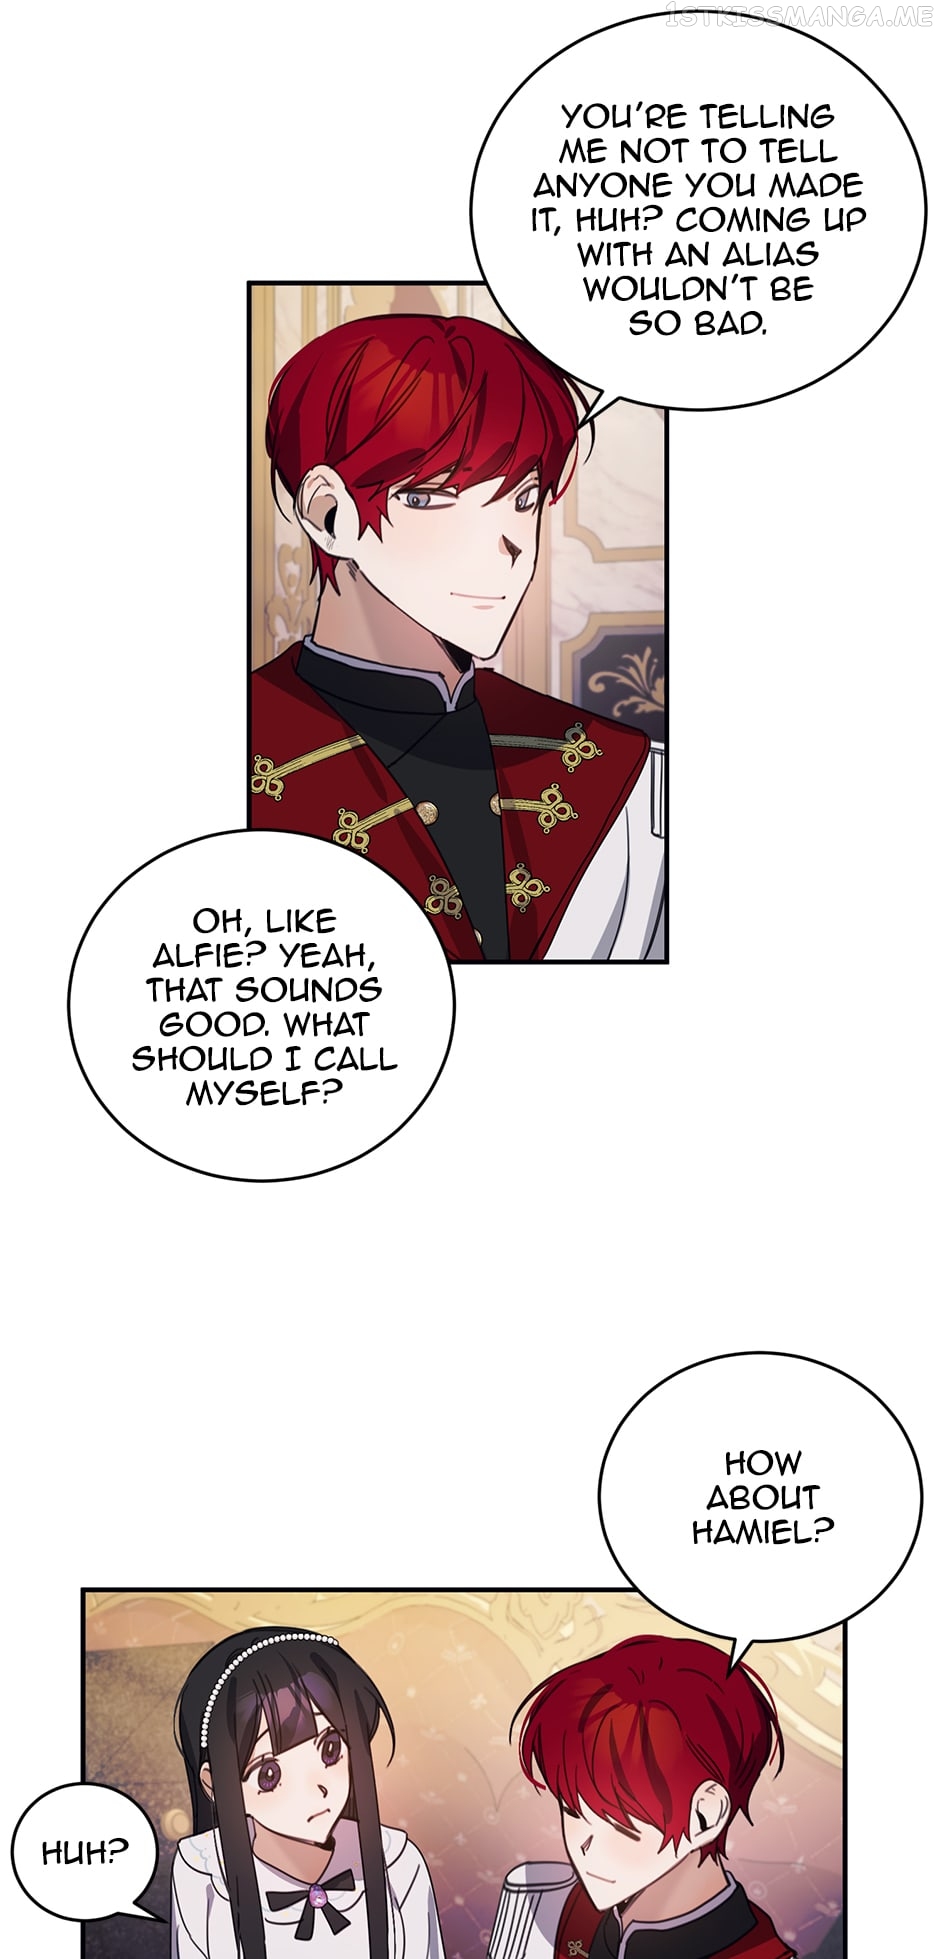 1STKISSMANGA.ME
YOU'RE TELLING
ME NOT TO TELL
ANYONE YOU MADE
IT, HUH? COMING UP
WITH AN ALIAS
WOULDN'T BE
SO BAD.
OH, LIKE
ALFIE? YEAH,
THAT SOUNDS
GOOD. WHAT
SHOULD I CALL
MYSELF?
HOW
ABOUT
HAMIEL?
HUH?